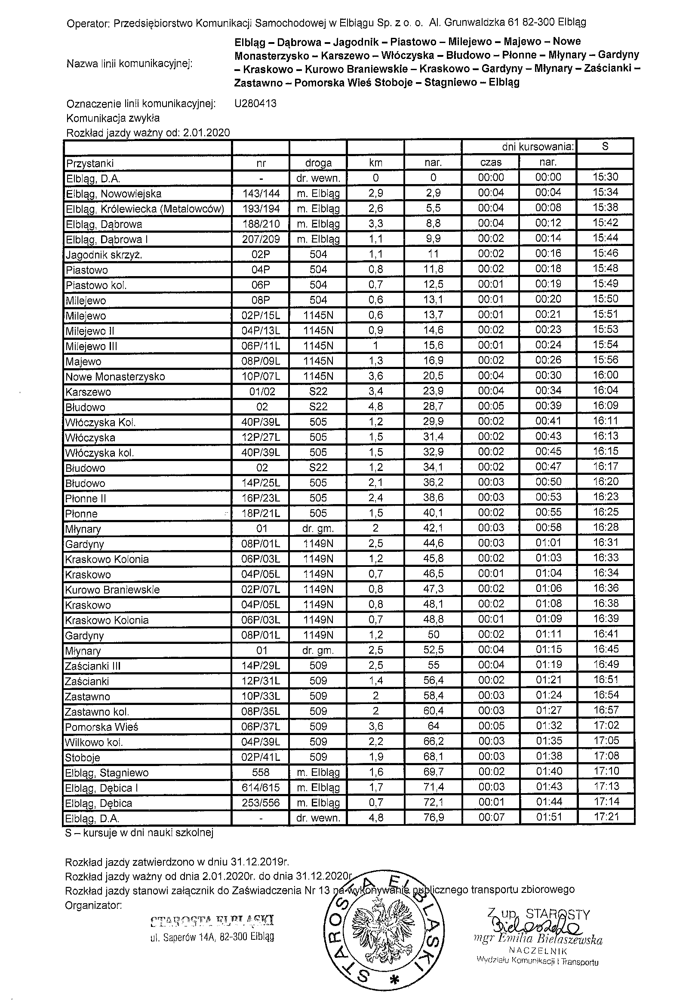 Operator: Przedsiębiorstwo Komunikacji Samochodowej w Elblągu Sp. z o. o. Al. Grunwaldzka 61 82-300 Elbląg
Elbląg – Dąbrowa – Jagodnik – Piastowo – Milejewo – Majewo – Nowe
Nazwa linii komunikacyjnej: Monasterzysko – Karszewo – Włóczyska – Błudowo – Płonne – Młynary – Gardyny
– Kraskowo – Kurowo Braniewskie – Kraskowo – Gardyny – Młynary – Zaścianki –
Zastawno – Pomorska Wieś Stoboje – Stagniewo – Elbląg
Oznaczenie linii komunikacyjnej: U280413
Komunikacja zwykła
Rozkład jazdy ważny od: 2.01.2020
dni kursowania: S
Przystanki nr droga km nar. czas nar.
Elbląg, D.A. - dr. wewn. 0 0 00:00 00:00 15:30
Elbląg, Nowowiejska 143/144 m. Elbląg 2,9 2,9 00:04 00:04 15:34
Elbląg, Królewiecka (Metalowców) 193/194 m. Elbląg 2,6 5,5 00:04 00:08 15:38
Elbląg, Dąbrowa 188/210 m. Elbląg 3,3 8,8 00:04 00:12 15:42
Elbląg, Dąbrowa I 207/209 m. Elbląg 1,1 9,9 00:02 00:14 15:44
Jagodnik skrzyż. 02P 504 1,1 11 00:02 00:16 15:46
Piastowo 04P 504 0,8 11,8 00:02 00:18 15:48
Piastowo kol. 06P 504 0,7 12,5 00:01 00:19 15:49
Milejewo 08P 504 0,6 13,1 00:01 00:20 15:50
Milejewo 02P/15L 1145N 0,6 13,7 00:01 00:21 15:51
Milejewo II 04P/13L 1145N 0,9 14,6 00:02 00:23 15:53
Milejewo III 06P/11L 1145N 1 15,6 00:01 00:24 15:54
Majewo 08P/09L 1145N 1,3 16,9 00:02 00:26 15:56
Nowe Monasterzysko 10P/07L 1145N 3,6 20,5 00:04 00:30 16:00
Karszewo 01/02 S22 3,4 23,9 00:04 00:34 16:04
Błudowo 02 S22 4,8 28,7 00:05 00:39 16:09
Włóczyska Kol. 40P/39L 505 1,2 29,9 00:02 00:41 16:11
Włóczyska 12P/27L 505 1,5 31,4 00:02 00:43 16:13
Włóczyska kol. 40P/39L 505 1,5 32,9 00:02 00:45 16:15
Błudowo 02 S22 1,2 34,1 00:02 00:47 16:17
Błudowo 14P/25L 505 2,1 36,2 00:03 00:50 16:20
Płonne II 16P/23L 505 2,4 38,6 00:03 00:53 16:23
Płonne 18P/21L 505 1,5 40,1 00:02 00:55 16:25
Młynary 01 dr. gm. 2 42,1 00:03 00:58 16:28
Gardyny 08P/01L 1149N 2,5 44,6 00:03 01:01 16:31
Kraskowo Kolonia 06P/03L 1149N 1,2 45,8 00:02 01:03 16:33
Kraskowo 04P/05L 1149N 0,7 46,5 00:01 01:04 16:34
Kurowo Braniewskie 02P/07L 1149N 0,8 47,3 00:02 01:06 16:36
Kraskowo 04P/05L 1149N 0,8 48,1 00:02 01:08 16:38
Kraskowo Kolonia 06P/03L 1149N 0,7 48,8 00:01 01:09 16:39
Gardyny 08P/01L 1149N 1,2 50 00:02 01:11 16:41
Młynary 01 dr. gm. 2,5 52,5 00:04 01:15 16:45
Zaścianki III 14P/29L 509 2,5 55 00:04 01:19 16:49
Zaścianki 12P/31L 509 1,4 56,4 00:02 01:21 16:51
Zastawno 10P/33L 509 2 58,4 00:03 01:24 16:54
Zastawno kol. 08P/35L 509 2 60,4 00:03 01:27 16:57
Pomorska Wieś 06P/37L 509 3,6 64 00:05 01:32 17:02
Wilkowo kol. 04P/39L 509 2,2 66,2 00:03 01:35 17:05
Stoboje 02P/41L 509 1,9 68,1 00:03 01:38 17:08
Elbląg, Stagniewo 558 m. Elbląg 1,6 69,7 00:02 01:40 17:10
Elbląg, Dębica I 614/615 m. Elbląg 1,7 71,4 00:03 01:43 17:13
Elbląg, Dębica 253/556 m. Elbląg 0,7 72,1 00:01 01:44 17:14
Elbląg, D.A. - dr. wewn. 4,8 76,9 00:07 01:51 17:21
S – kursuje w dni nauki szkolnej
Rozkład jazdy zatwierdzono w dniu 31.12.2019r.
Rozkład jazdy ważny od dnia 2.01.2020r. do dnia 31.12.2020r.
Rozkład jazdy stanowi załącznik do Zaświadczenia Nr 13 na wykonywanie publicznego transportu zbiorowego
Organizator:
STAROSTA ELBLĄSKI
ul. Saperów 14A, 82-300 Elbląg
STAROSTA ELBLĄSKI *
Z up. STAROSTY
mgr Emilia Bielaszewska
NACZELNIK
Wydziału Komunikacji i Transportu